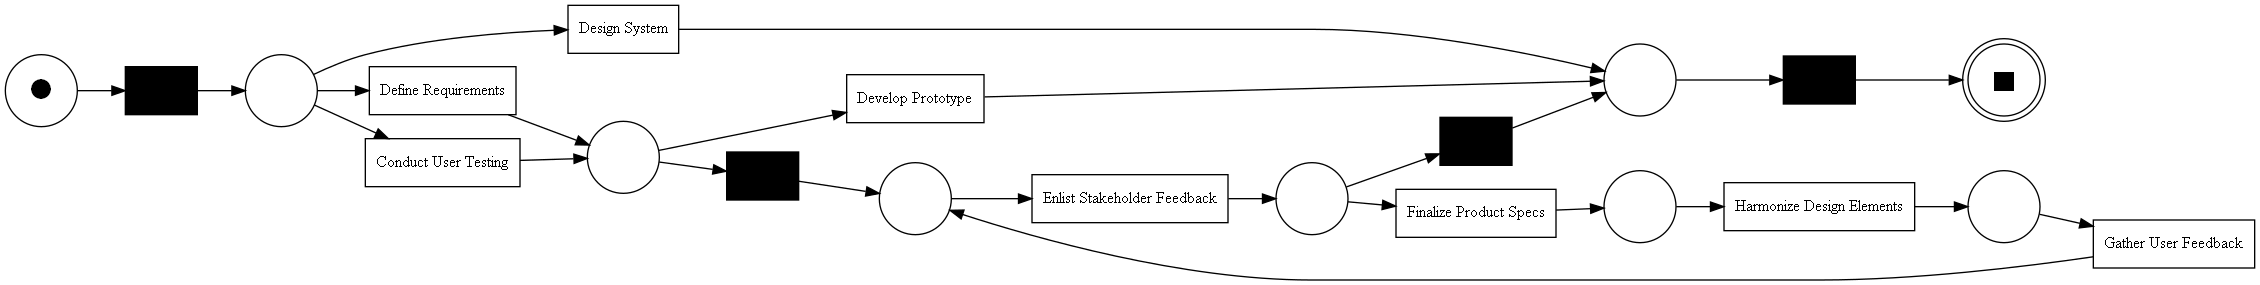 Design System
Define Requirements
Conduct User Testing
Develop Prototype
Enlist Stakeholder Feedback
Finalize Product Specs
Harmonize Design Elements
Gather User Feedback